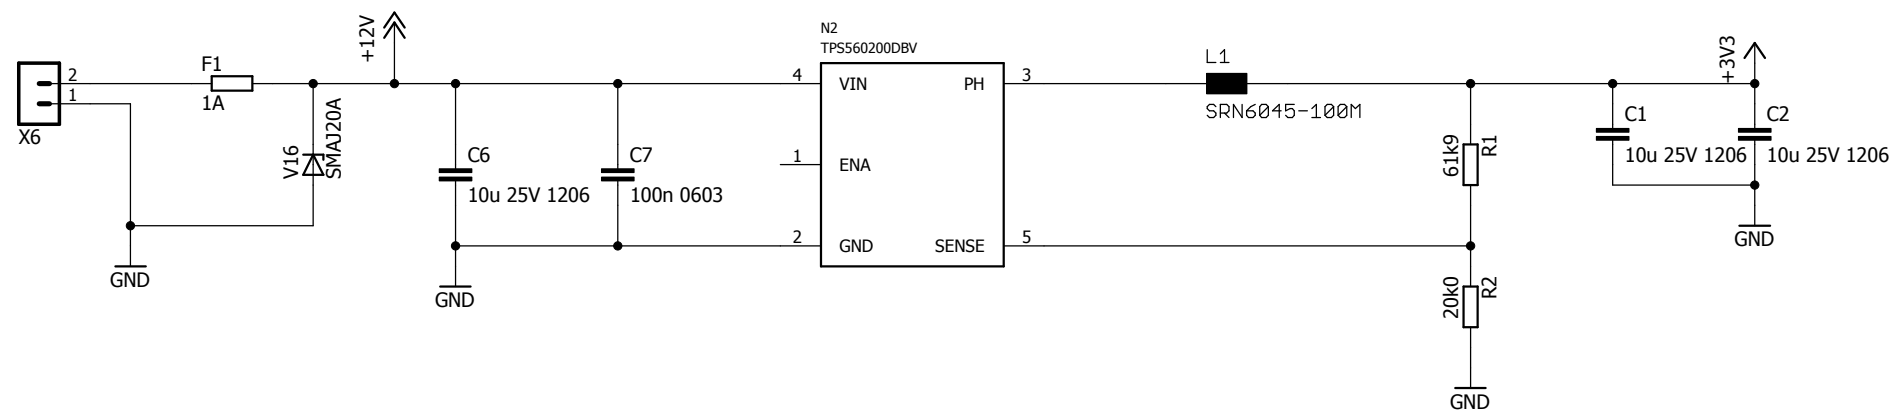 X6
2
1
F1
1A
GND
V16
SMAJ20A
+12V
C6
10u 25V 1206
C7
100n 0603
GND
N2
TPS560200DBV
4
VIN
PH
3
1
ENA
2
GND
SENSE
5
L1
SRN6045-100M
61k9
R1
20k0
R2
GND
C1
10u 25V 1206
+3V3
C2
10u 25V 1206
GND